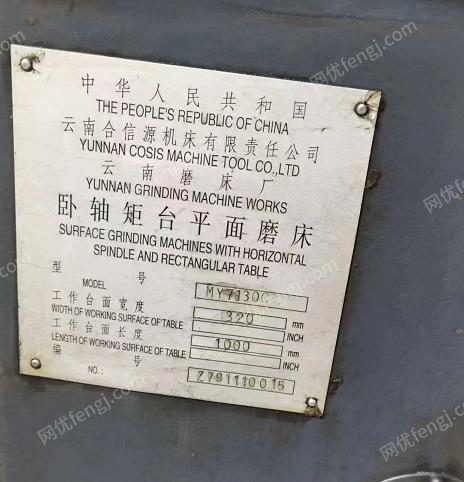 中华人民共和国
THE PEOPLE'S REPUBLIC OF CHINA
云南合信源机床有限责任公司
YUNNAN COSIS MACHINE TOOL CO.,LTD
云南磨床厂
YUNNAN GRINDING MACHINE WORKS
卧轴矩台平面磨床
SURFACE GRINDING MACHINES WITH HORIZONTAL
SPINDLE AND RECTANGULAR TABLE
型号
MODEL MY7130G
工作台面宽度 320 mm
WIDTH OF WORKING SURFACE OF TABLE INCH
工作台面长度 1000 mm
LENGTH OF WORKING SURFACE OF TABLE INCH
编号
NO.: Z791110015
网优fengj.com
网优fengj.com
网优fengj.com
网优fengj.com